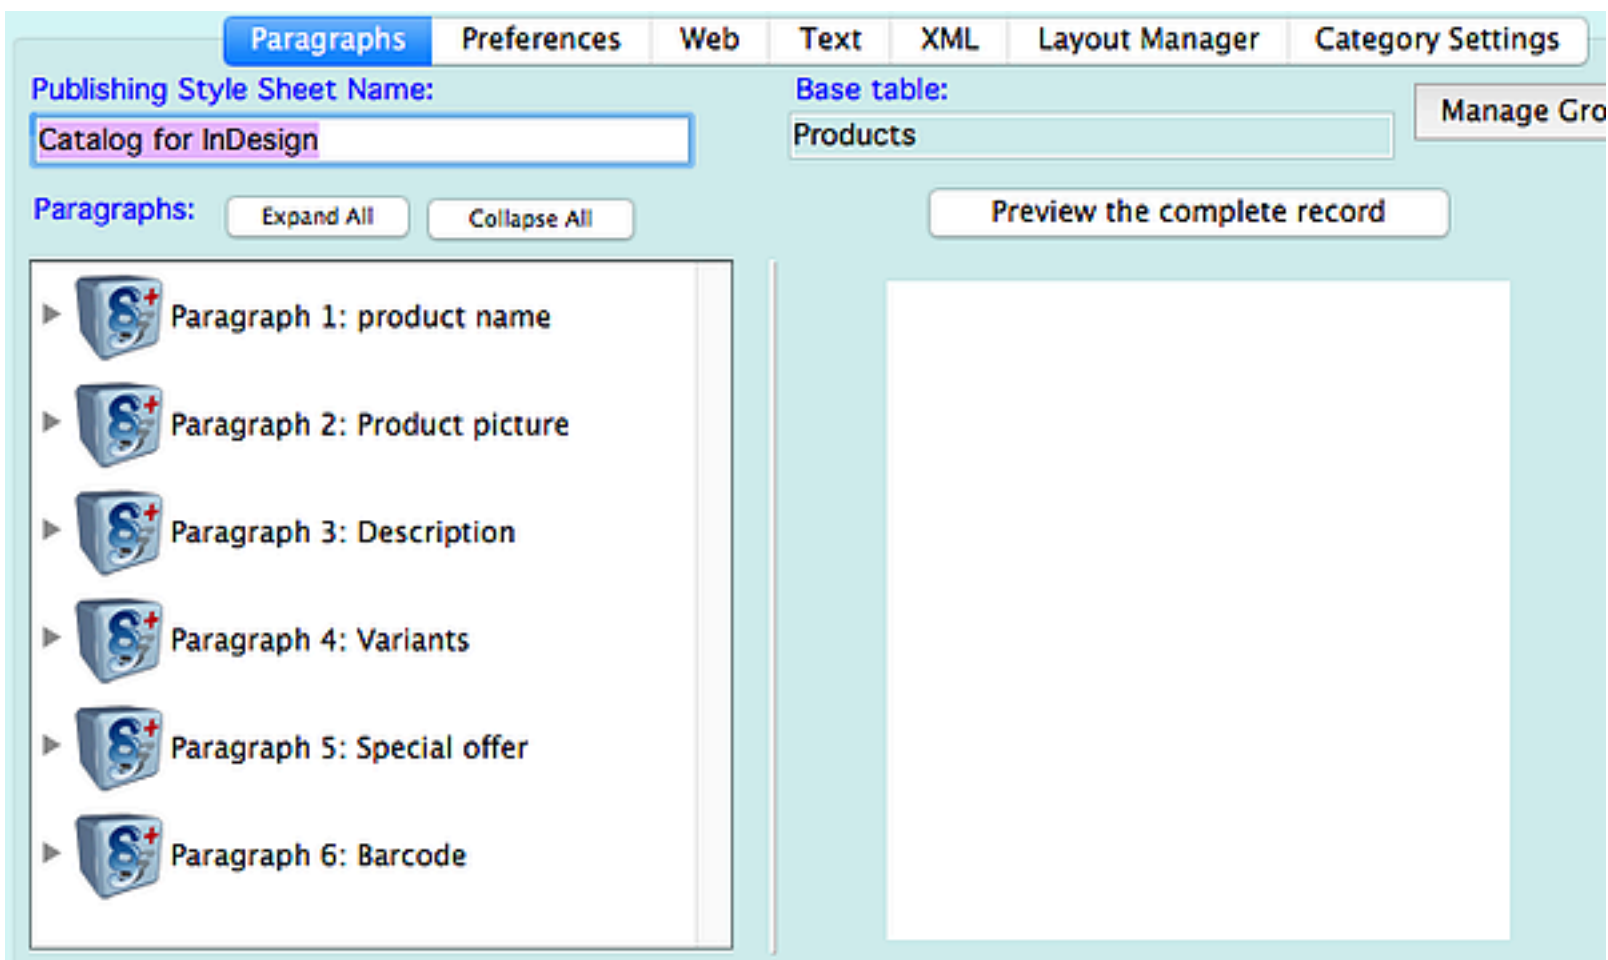 Paragraphs Preferences Web Text XML Layout Manager Category Settings
Publishing Style Sheet Name:
Catalog for InDesign
Base table:
Products
Manage Gro
Paragraphs:
Expand All
Collapse All
Preview the complete record
Paragraph 1: product name
Paragraph 2: Product picture
Paragraph 3: Description
Paragraph 4: Variants
Paragraph 5: Special offer
Paragraph 6: Barcode